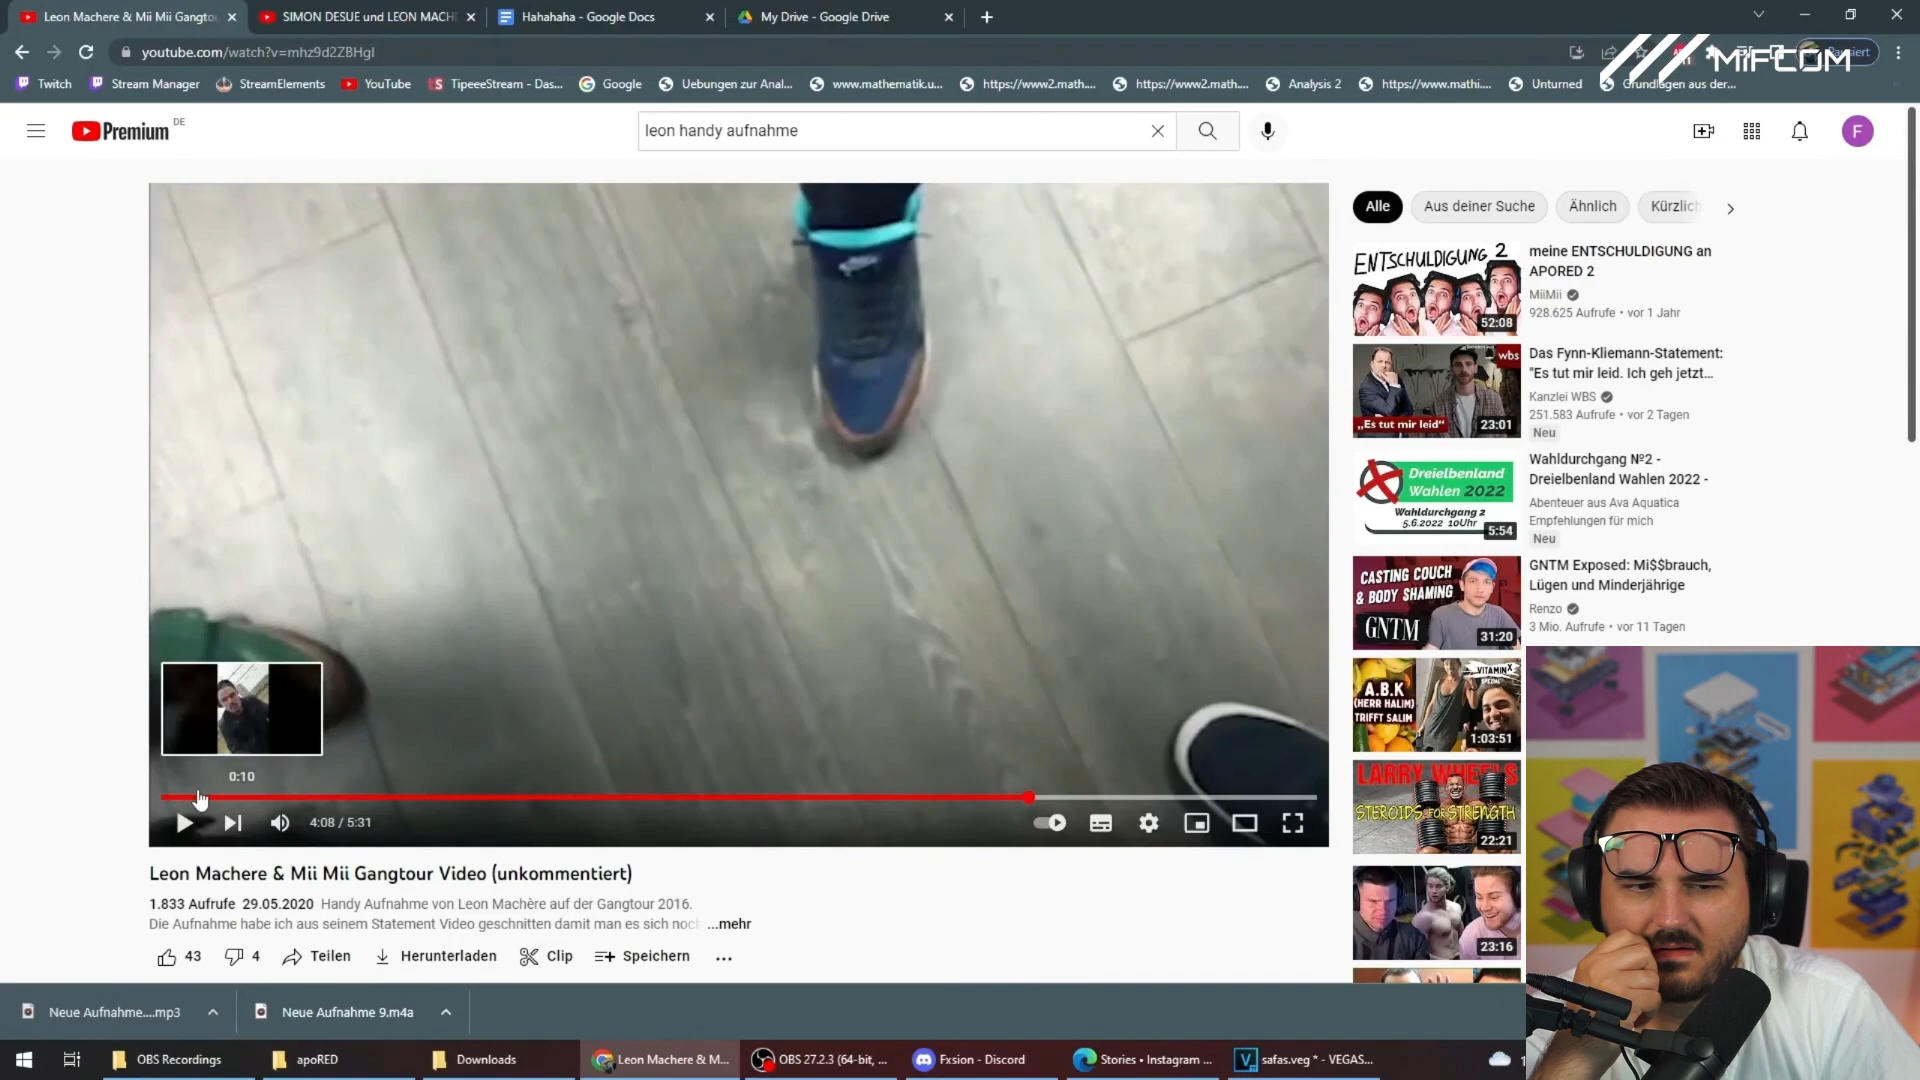 Leon Machere & Mii Mii Gangtou
SIMON DESUE und LEON MACH
Hahahaha - Google Docs
My Drive - Google Drive
youtube.com/watch?v=mhz9d2ZBHgI
Pausiert
MIFCOM
Twitch
Stream Manager
StreamElements
YouTube
TipeeeStream - Das...
Google
Uebungen zur Anal...
www.mathematik.u...
https://www2.math....
https://www2.math....
Analysis 2
https://www.mathi....
Unturned
Grundlagen aus der...
Premium DE
leon handy aufnahme
F
Alle
Aus deiner Suche
Ähnlich
Kürzlich
ENTSCHULDIGUNG 2
52:08
meine ENTSCHULDIGUNG an
APORED 2
MiiMii
928.625 Aufrufe • vor 1 Jahr
wbs
„Es tut mir leid“
23:01
Das Fynn-Kliemann-Statement:
"Es tut mir leid. Ich geh jetzt...
Kanzlei WBS
251.583 Aufrufe • vor 2 Tagen
Neu
Dreielbenland
Wahlen 2022
Wahldurchgang 2
5.6.2022 10Uhr
5:54
Wahldurchgang №2 -
Dreielbenland Wahlen 2022 -
Abenteuer aus Ava Aquatica
Empfehlungen für mich
Neu
CASTING COUCH
& BODY SHAMING
GNTM
31:20
GNTM Exposed: Mi$$brauch,
Lügen und Minderjährige
Renzo
3 Mio. Aufrufe • vor 11 Tagen
VITAMINX
SPEZIAL
A.B.K
(HERR HALIM)
TRIFFT SALIM
1:03:51
LARRY WHEELS
STEROIDS FOR STRENGTH
22:21
23:16
0:10
4:08 / 5:31
Leon Machere & Mii Mii Gangtour Video (unkommentiert)
1.833 Aufrufe 29.05.2020 Handy Aufnahme von Leon Machère auf der Gangtour 2016.
Die Aufnahme habe ich aus seinem Statement Video geschnitten damit man es sich noch ...mehr
43
4
Teilen
Herunterladen
Clip
Speichern
Neue Aufnahme....mp3
Neue Aufnahme 9.m4a
OBS Recordings
apoRED
Downloads
Leon Machere & M...
OBS 27.2.3 (64-bit, ...
Fxsion - Discord
Stories • Instagram ...
safas.veg * - VEGAS...